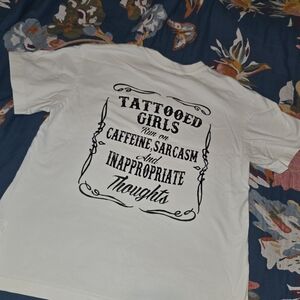 TATTOOED
GIRLS
Run on
CAFFEINE, SARCASM
And
INAPPROPRIATE
Thoughts